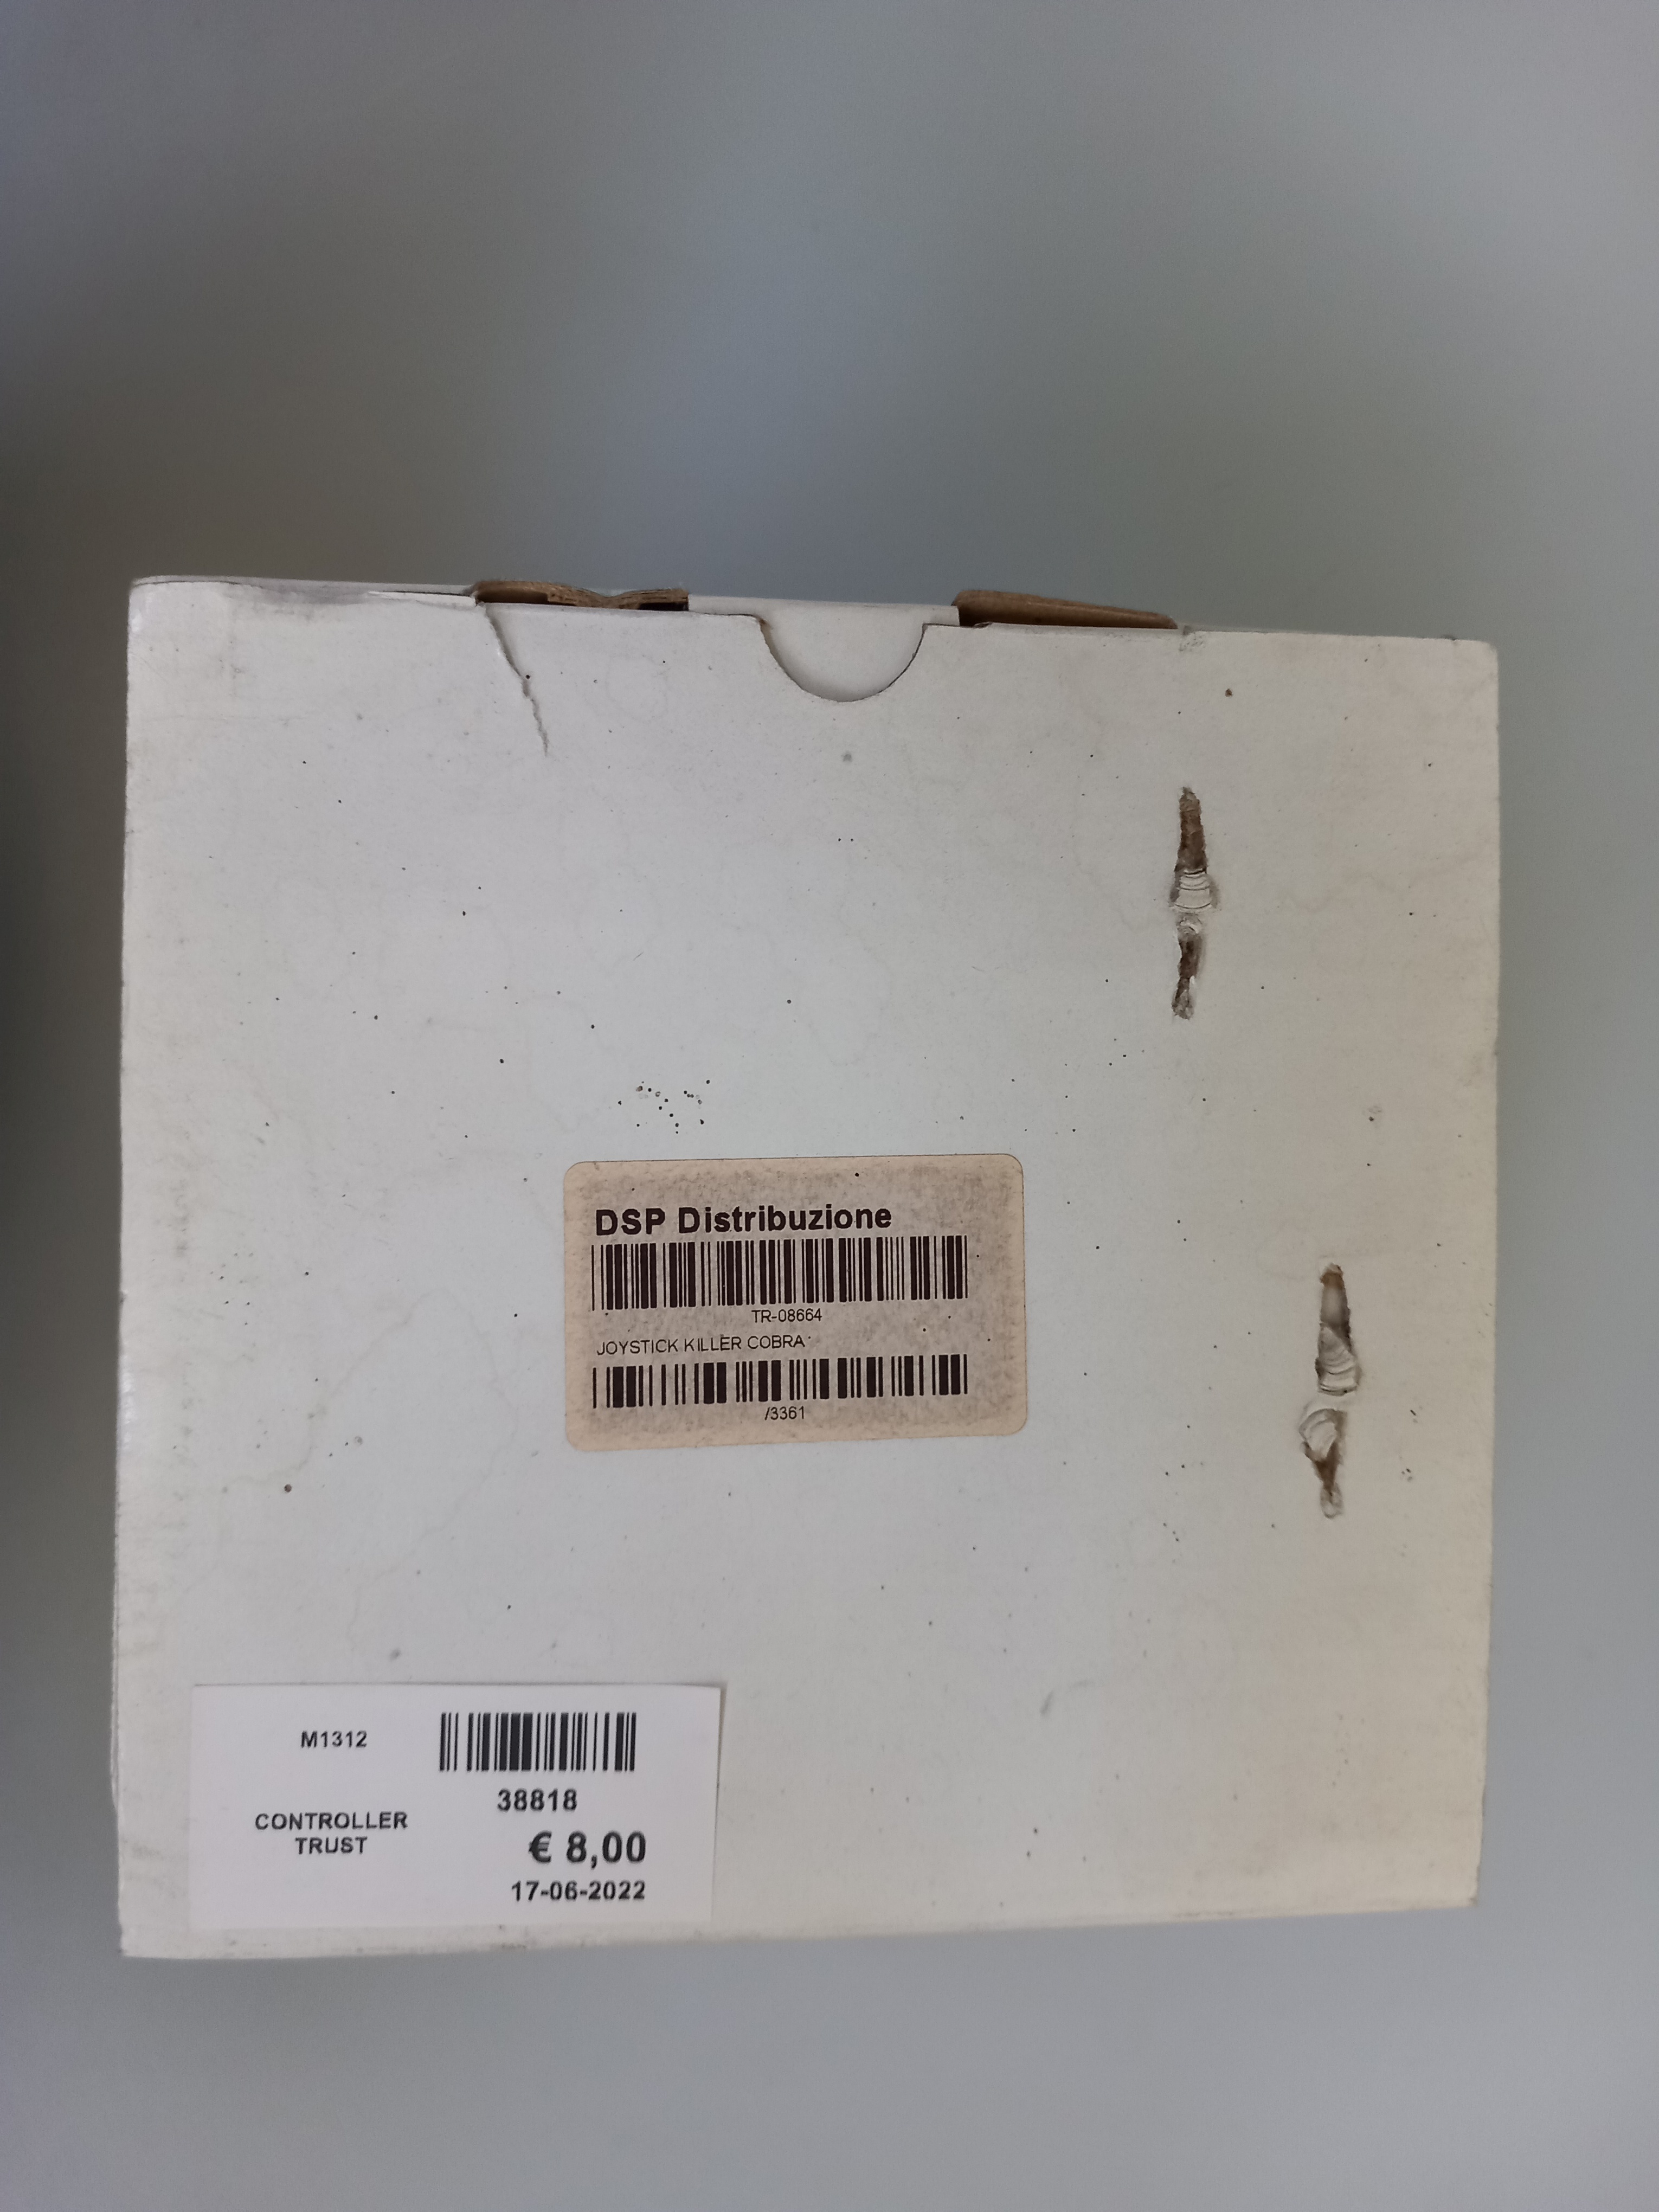 DSP Distribuzione
TR-08664
JOYSTICK KILLER COBRA
/3361
M1312
38818
CONTROLLER
TRUST
€ 8,00
17-06-2022